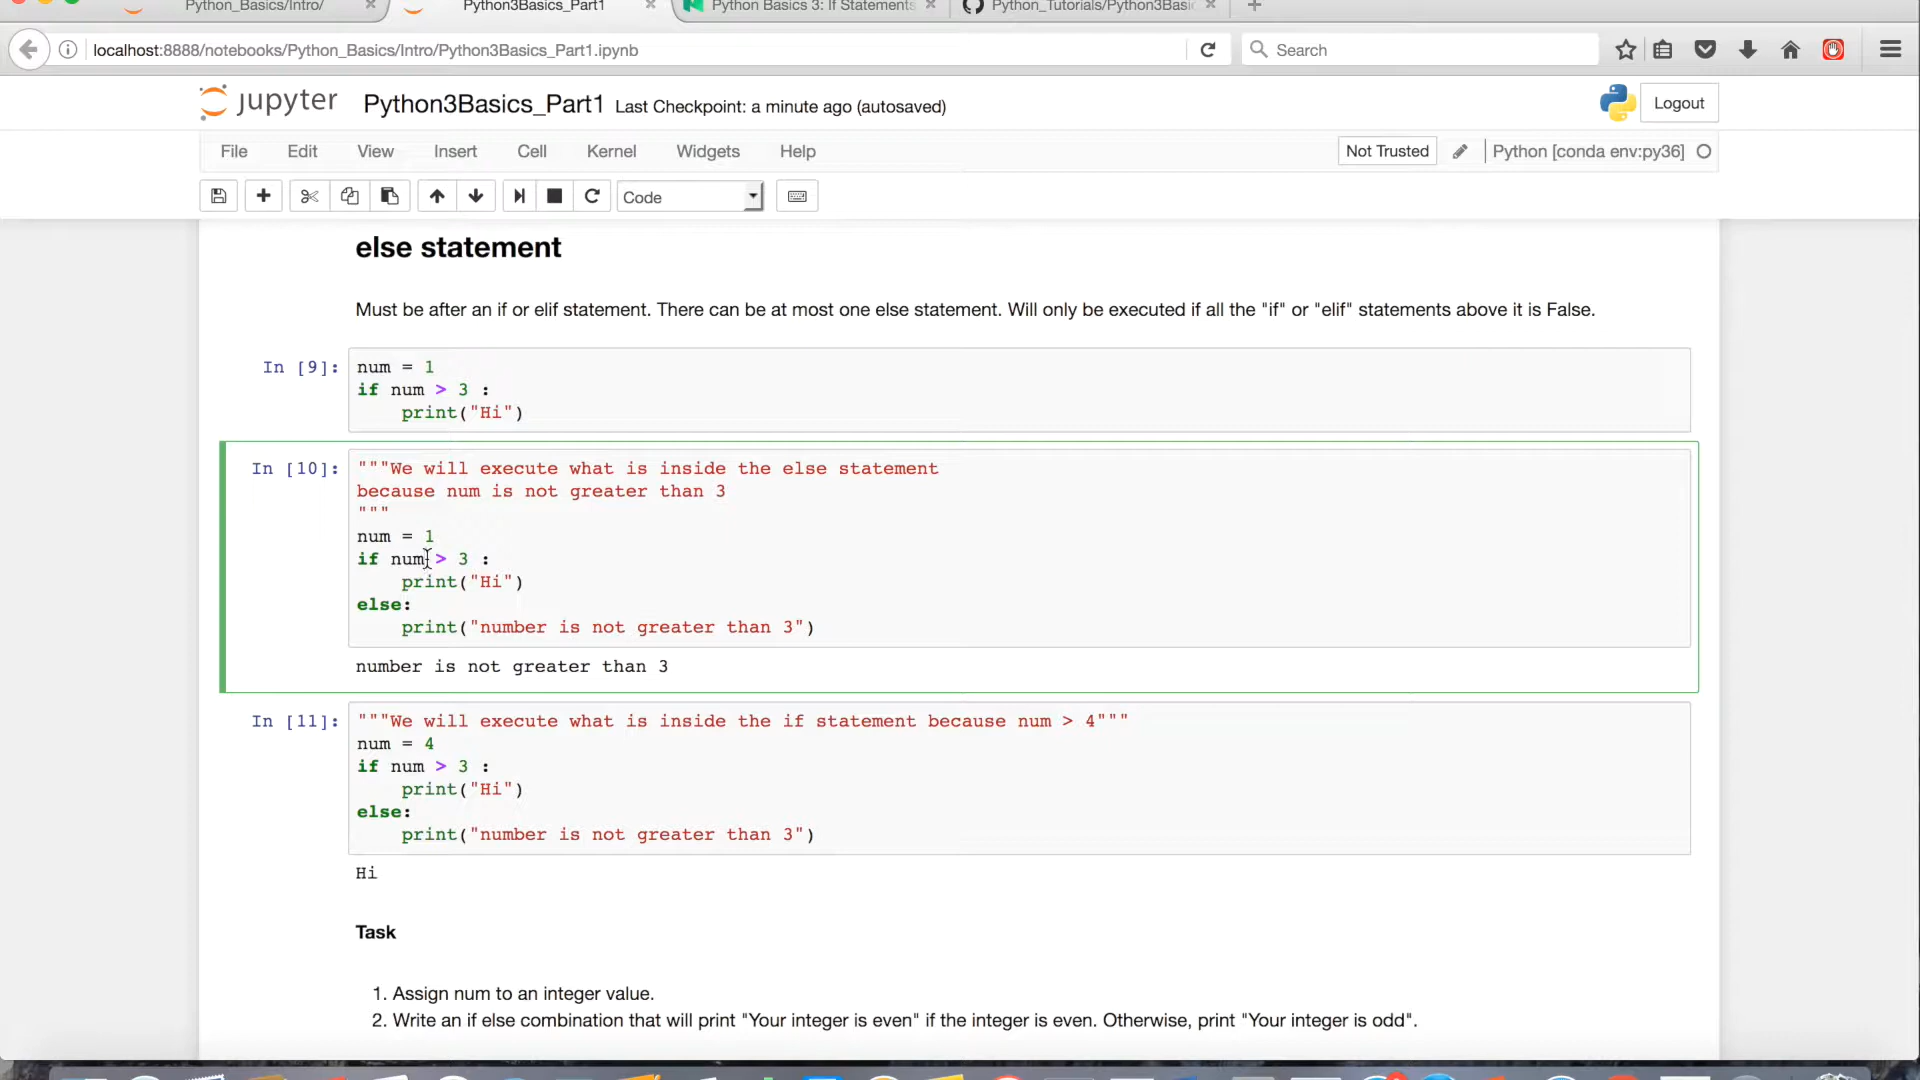 Python_Basics/Intro/
Python3Basics_Part1
Python Basics 3: If Statements
Python_Tutorials/Python3Basi
localhost:8888/notebooks/Python_Basics/Intro/Python3Basics_Part1.ipynb
Search
jupyter Python3Basics_Part1 Last Checkpoint: a minute ago (autosaved)
Logout
File Edit View Insert Cell Kernel Widgets Help
Not Trusted
Python [conda env:py36]
Code
else statement
Must be after an if or elif statement. There can be at most one else statement. Will only be executed if all the "if" or "elif" statements above it is False.
In [9]:
num = 1
if num > 3 :
    print("Hi")
In [10]:
"""We will execute what is inside the else statement
because num is not greater than 3
"""
num = 1
if num > 3 :
    print("Hi")
else:
    print("number is not greater than 3")
number is not greater than 3
In [11]:
"""We will execute what is inside the if statement because num > 4"""
num = 4
if num > 3 :
    print("Hi")
else:
    print("number is not greater than 3")
Hi
Task
1. Assign num to an integer value.
2. Write an if else combination that will print "Your integer is even" if the integer is even. Otherwise, print "Your integer is odd".